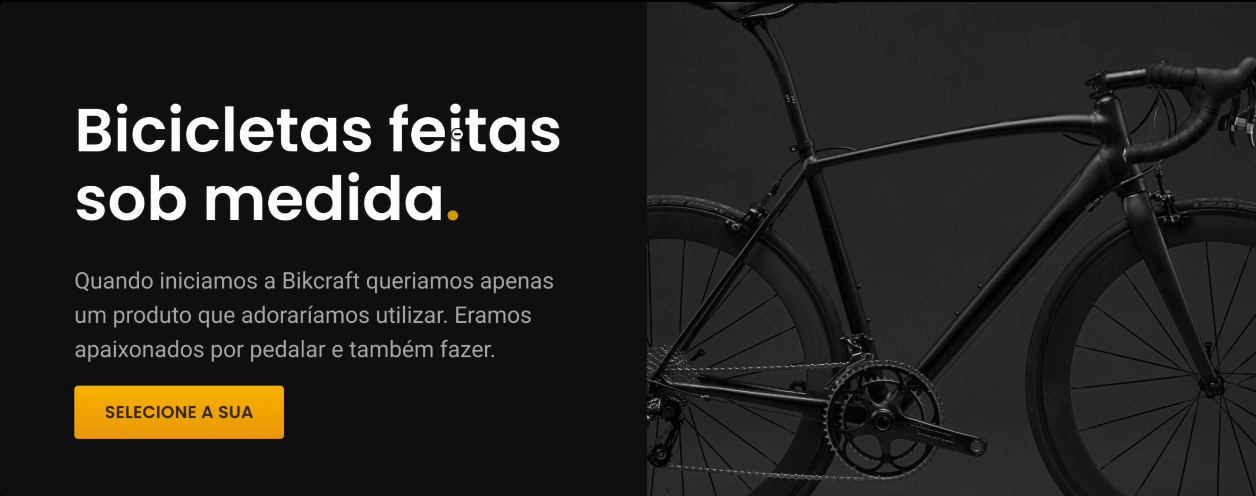 Bicicletas feitas
sob medida.
Quando iniciamos a Bikcraft queriamos apenas
um produto que adoraríamos utilizar. Eramos
apaixonados por pedalar e também fazer.
SELECIONE A SUA